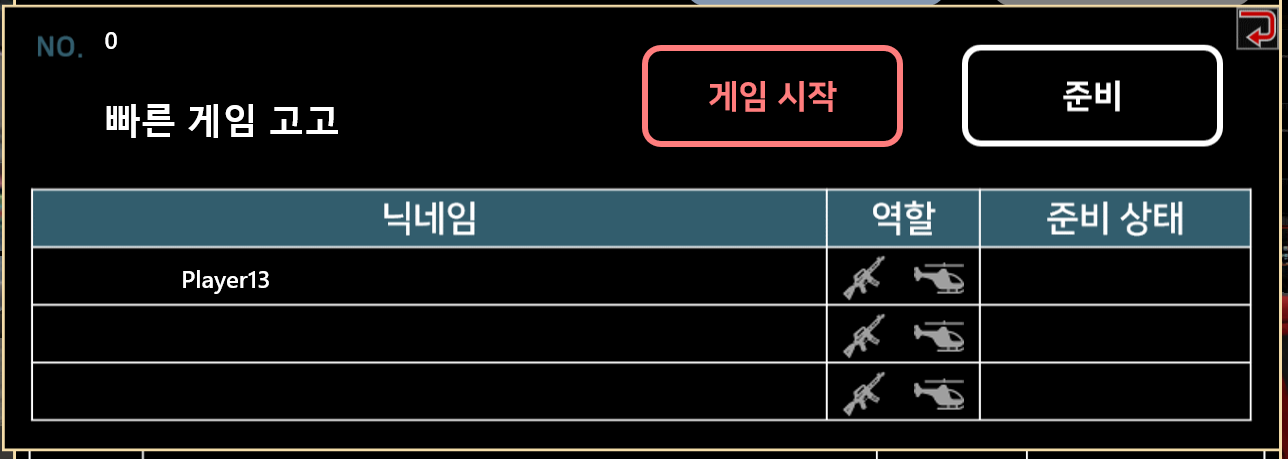 NO. 0
빠른 게임 고고
게임 시작
준비
닉네임 역할 준비 상태
Player13